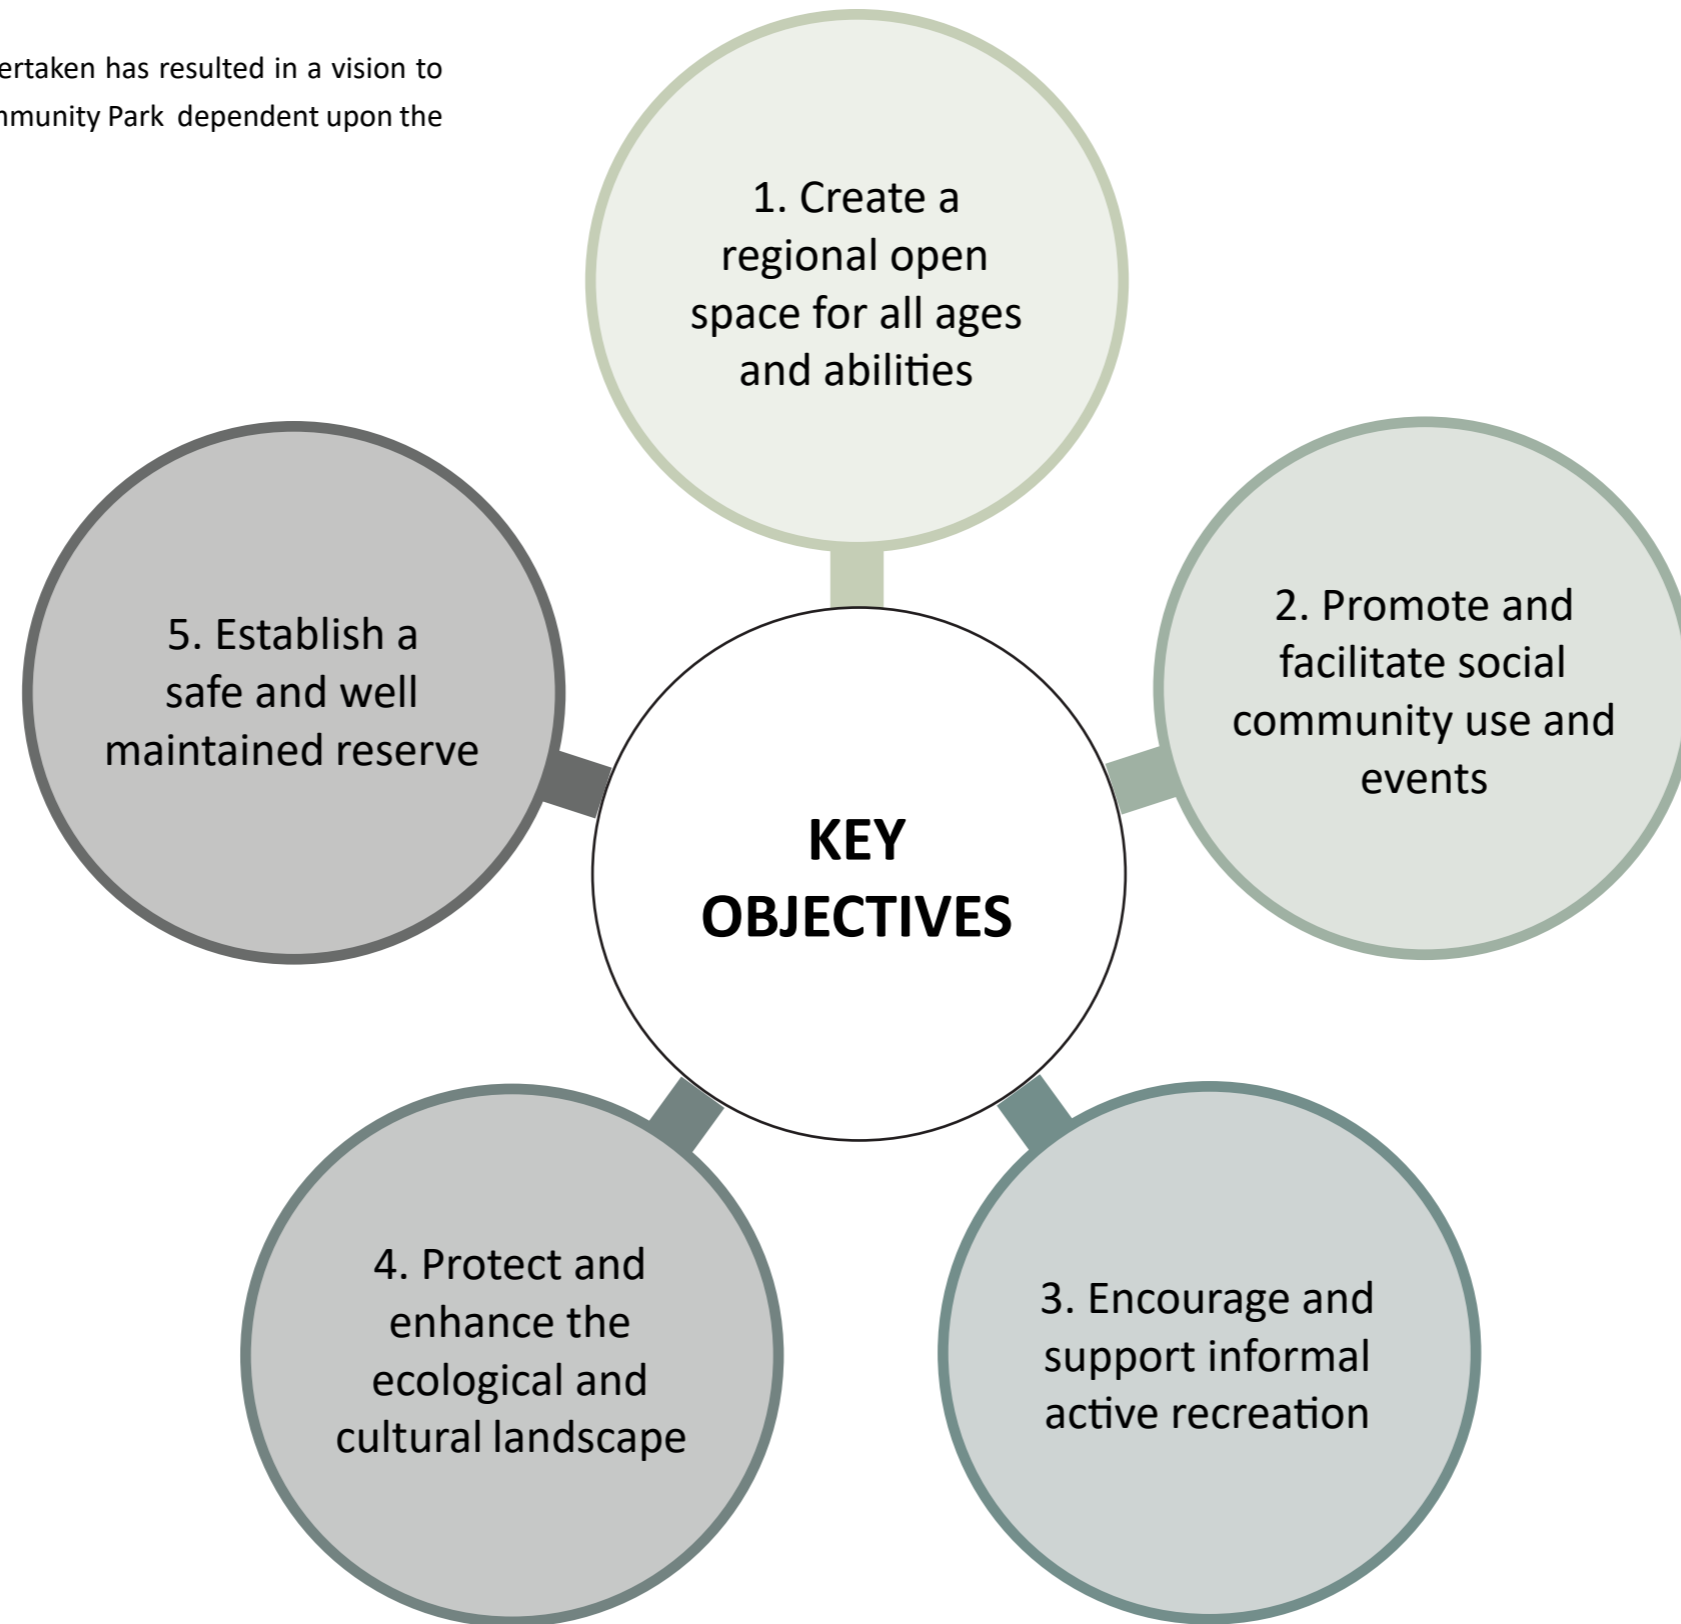 ertaken has resulted in a vision to
mmunity Park dependent upon the
1. Create a
regional open
space for all ages
and abilities
2. Promote and
facilitate social
community use and
events
3. Encourage and
support informal
active recreation
4. Protect and
enhance the
ecological and
cultural landscape
5. Establish a
safe and well
maintained reserve
KEY
OBJECTIVES